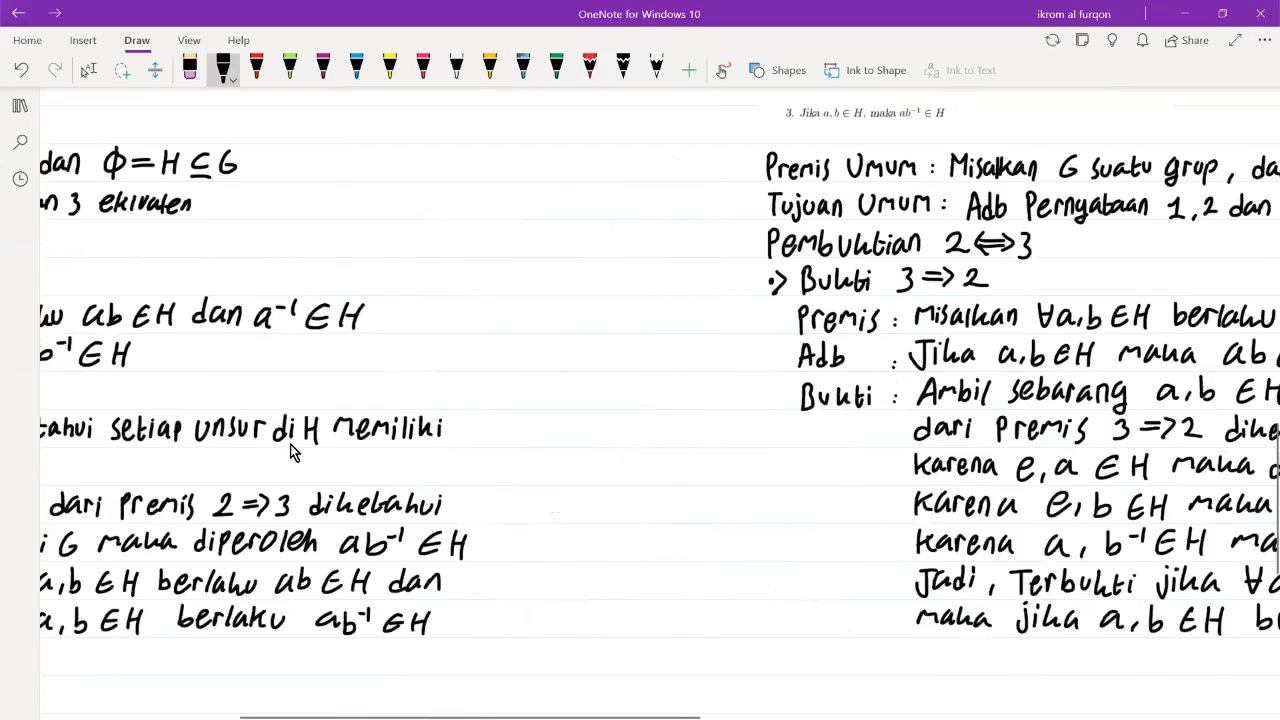 OneNote for Windows 10
ikrom al furqon
Home Insert Draw View Help
Share
Shapes
Ink to Shape
Ink to Text
3. Jika a, b ∈ H, maka ab⁻¹ ∈ H
dan ϕ = H ⊆ G
n 3 ekivalen
ab ∈ H dan a⁻¹ ∈ H
b⁻¹ ∈ H
tahui setiap unsur di H memiliki
dari Premis 2 => 3 diketahui
i G maka diperoleh ab⁻¹ ∈ H
a, b ∈ H berlaku ab ∈ H dan
a, b ∈ H berlaku ab⁻¹ ∈ H
Premis Umum : Misalkan G suatu grup, da
Tujuan Umum : Adb Pernyataan 1, 2 dan
Pembuktian 2 <=> 3
•> Bukti 3 => 2
Premis : Misalkan ∀a, b ∈ H berlaku
Adb : Jika a, b ∈ H maka ab
Bukti : Ambil sebarang a, b ∈ H
dari Premis 3 => 2 dike
karena e, a ∈ H maka
karena e, b ∈ H maka
karena a, b⁻¹ ∈ H ma
Jadi, Terbukti jika ∀a
maka jika a, b ∈ H be